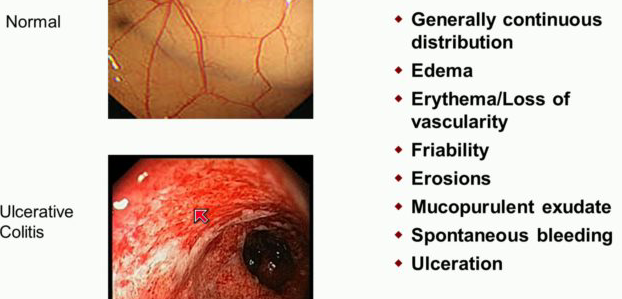 Normal
Ulcerative
Colitis
Generally continuous
distribution
Edema
Erythema/Loss of
vascularity
Friability
Erosions
Mucopurulent exudate
Spontaneous bleeding
Ulceration